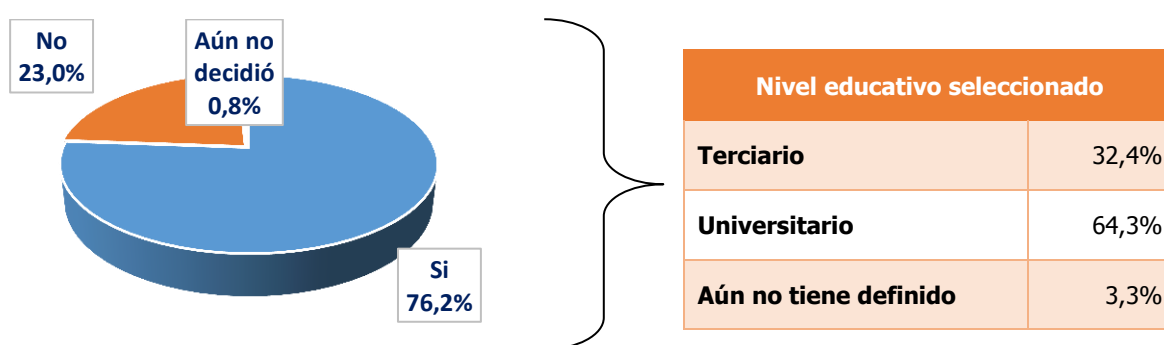 No
23,0%
Aún no
decidió
0,8%
Si
76,2%
Nivel educativo seleccionado
Terciario 32,4%
Universitario 64,3%
Aún no tiene definido 3,3%